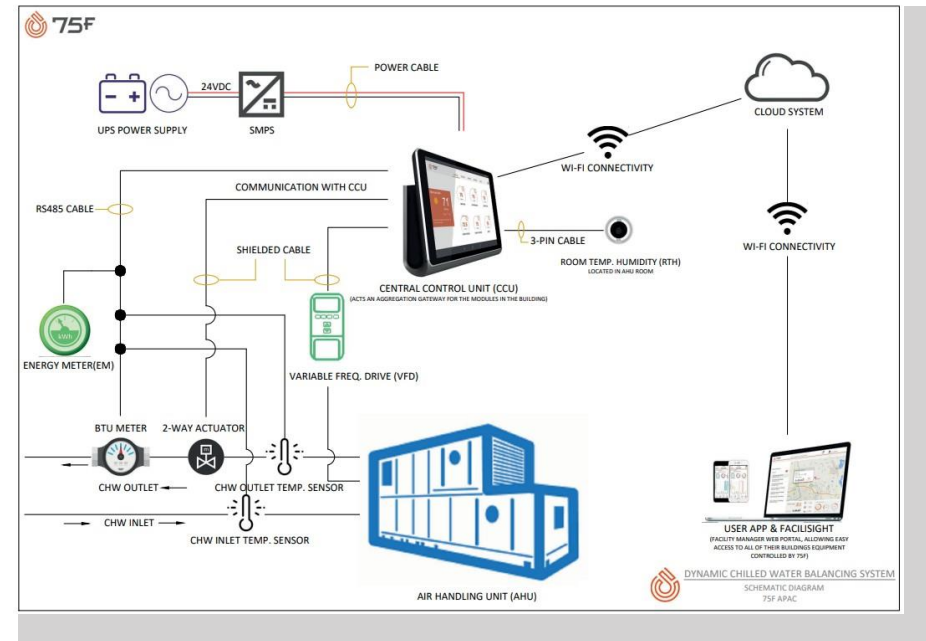 75F
POWER CABLE
24VDC
UPS POWER SUPPLY
SMPS
CLOUD SYSTEM
WI-FI CONNECTIVITY
COMMUNICATION WITH CCU
RS485 CABLE
3-PIN CABLE
SHIELDED CABLE
WI-FI CONNECTIVITY
ROOM TEMP. HUMIDITY (RTH)
LOCATED IN AHU ROOM
CENTRAL CONTROL UNIT (CCU)
(ACTS AN AGGREGATION GATEWAY FOR THE MODULES IN THE BUILDING)
kWh
ENERGY METER(EM)
VARIABLE FREQ. DRIVE (VFD)
BTU METER
2-WAY ACTUATOR
CHW OUTLET
CHW OUTLET TEMP. SENSOR
CHW INLET
CHW INLET TEMP. SENSOR
AIR HANDLING UNIT (AHU)
USER APP & FACILISIGHT
(FACILITY MANAGER WEB PORTAL, ALLOWING EASY
ACCESS TO ALL OF THEIR BUILDINGS EQUIPMENT
CONTROLLED BY 75F)
DYNAMIC CHILLED WATER BALANCING SYSTEM
SCHEMATIC DIAGRAM
75F APAC